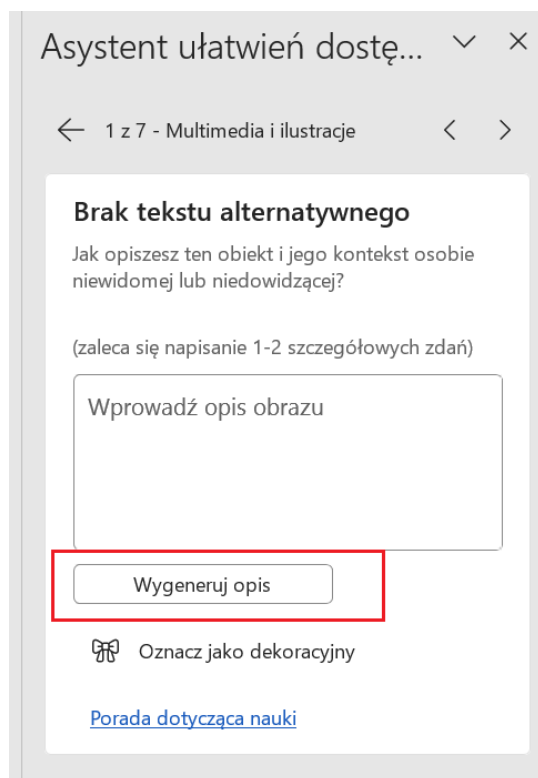 Asystent ułatwień dostę...
1 z 7 - Multimedia i ilustracje
Brak tekstu alternatywnego
Jak opiszesz ten obiekt i jego kontekst osobie
niewidomej lub niedowidzącej?
(zaleca się napisanie 1-2 szczegółowych zdań)
Wprowadź opis obrazu
Wygeneruj opis
Oznacz jako dekoracyjny
Porada dotycząca nauki